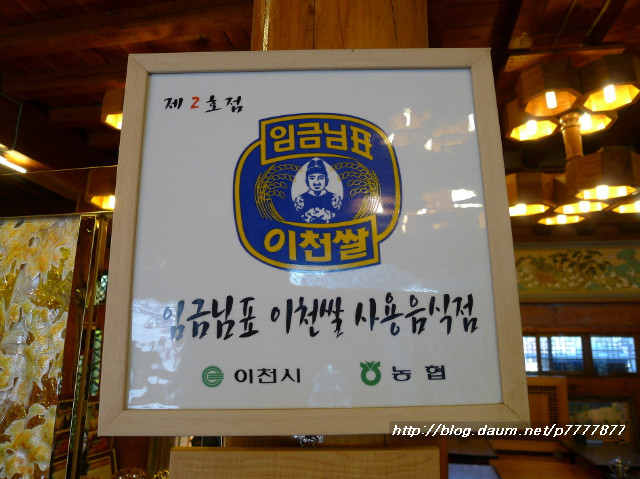 제 2 호점
임금님표
이천쌀
임금님표 이천쌀 사용음식점
이천시 농협
http://blog.daum.net/p7777877